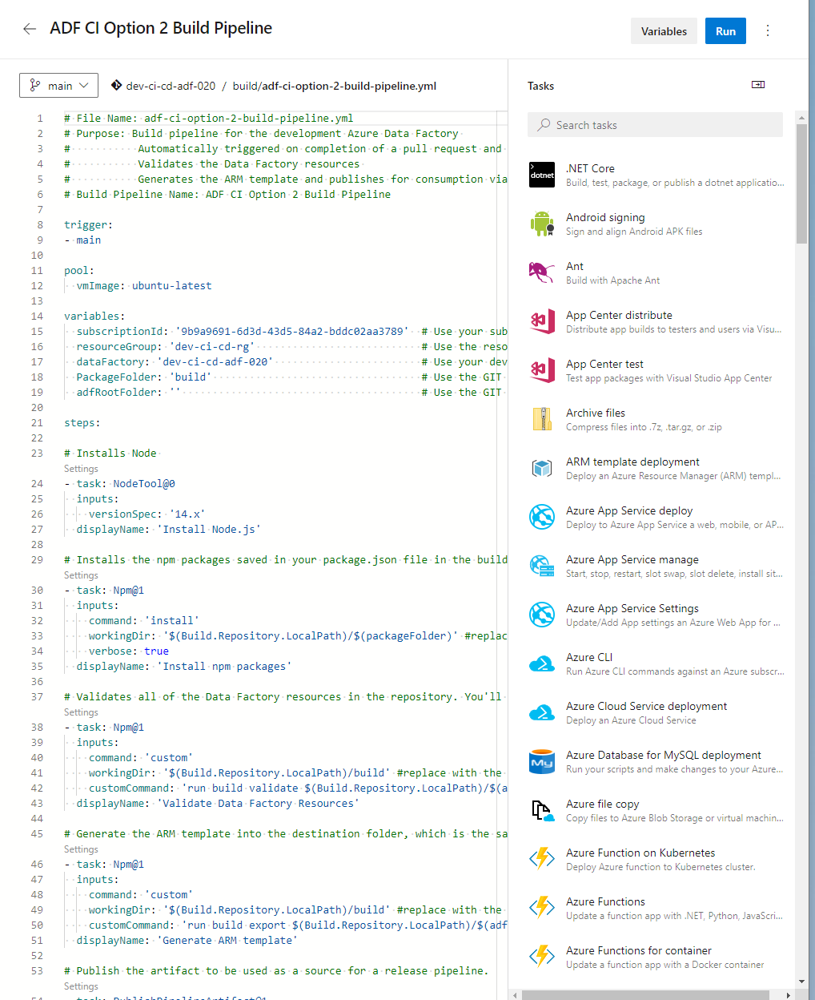 ADF CI Option 2 Build Pipeline
Variables
Run
main
dev-ci-cd-adf-020 / build/adf-ci-option-2-build-pipeline.yml
1 # File Name: adf-ci-option-2-build-pipeline.yml
2 # Purpose: Build pipeline for the development Azure Data Factory
3 # Automatically triggered on completion of a pull request and
4 # Validates the Data Factory resources
5 # Generates the ARM template and publishes for consumption via
6 # Build Pipeline Name: ADF CI Option 2 Build Pipeline
7
8 trigger:
9 - main
10
11 pool:
12 vmImage: ubuntu-latest
13
14 variables:
15 subscriptionId: '9b9a9691-6d3d-43d5-84a2-bddc02aa3789' # Use your sub
16 resourceGroup: 'dev-ci-cd-rg' # Use the reso
17 dataFactory: 'dev-ci-cd-adf-020' # Use your dev
18 PackageFolder: 'build' # Use the GIT
19 adfRootFolder: '' # Use the GIT
20
21 steps:
22
23 # Installs Node
Settings
24 - task: NodeTool@0
25 inputs:
26 versionSpec: '14.x'
27 displayName: 'Install Node.js'
28
29 # Installs the npm packages saved in your package.json file in the build
Settings
30 - task: Npm@1
31 inputs:
32 command: 'install'
33 workingDir: '$(Build.Repository.LocalPath)/$(packageFolder)' #replac
34 verbose: true
35 displayName: 'Install npm packages'
36
37 # Validates all of the Data Factory resources in the repository. You'll
Settings
38 - task: Npm@1
39 inputs:
40 command: 'custom'
41 workingDir: '$(Build.Repository.LocalPath)/build' #replace with the
42 customCommand: 'run build validate $(Build.Repository.LocalPath)/$(a
43 displayName: 'Validate Data Factory Resources'
44
45 # Generate the ARM template into the destination folder, which is the sa
Settings
46 - task: Npm@1
47 inputs:
48 command: 'custom'
49 workingDir: '$(Build.Repository.LocalPath)/build' #replace with the
50 customCommand: 'run build export $(Build.Repository.LocalPath)/$(adf
51 displayName: 'Generate ARM template'
52
53 # Publish the artifact to be used as a source for a release pipeline.
Settings
54 - task: PublishPipelineArtifact@1
Tasks
Search tasks
dotnet
.NET Core
Build, test, package, or publish a dotnet applicatio...
Android signing
Sign and align Android APK files
Ant
Build with Apache Ant
App Center distribute
Distribute app builds to testers and users via Visu...
App Center test
Test app packages with Visual Studio App Center
Archive files
Compress files into .7z, .tar.gz, or .zip
ARM template deployment
Deploy an Azure Resource Manager (ARM) templ...
Azure App Service deploy
Deploy to Azure App Service a web, mobile, or AP...
Azure App Service manage
Start, stop, restart, slot swap, slot delete, install sit...
Azure App Service Settings
Update/Add App settings an Azure Web App for ...
Azure CLI
Run Azure CLI commands against an Azure subscr...
Azure Cloud Service deployment
Deploy an Azure Cloud Service
My
Azure Database for MySQL deployment
Run your scripts and make changes to your Azure...
Azure file copy
Copy files to Azure Blob Storage or virtual machin...
Azure Function on Kubernetes
Deploy Azure function to Kubernetes cluster.
Azure Functions
Update a function app with .NET, Python, JavaScri...
Azure Functions for container
Update a function app with a Docker container